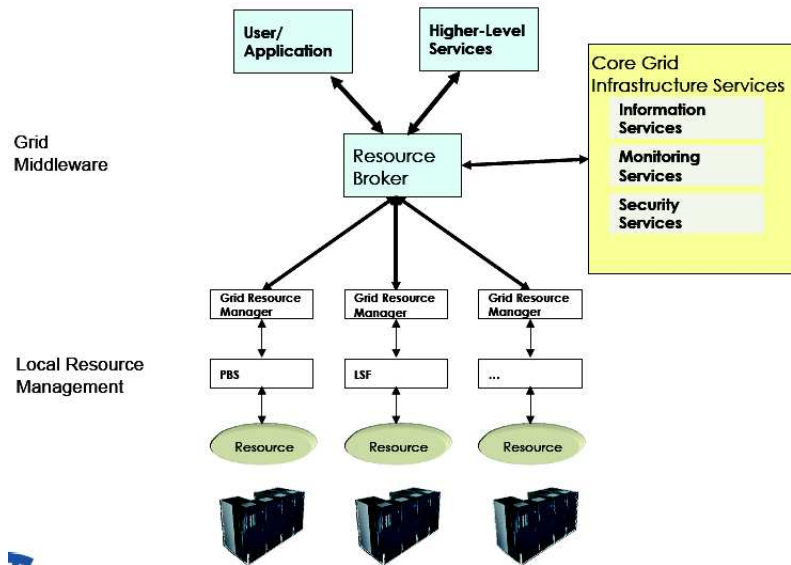 User/
Application
Higher-Level
Services
Core Grid
Infrastructure Services
Information
Services
Monitoring
Services
Security
Services
Grid
Middleware
Resource
Broker
Grid Resource
Manager
Grid Resource
Manager
Grid Resource
Manager
Local Resource
Management
PBS
LSF
...
Resource
Resource
Resource